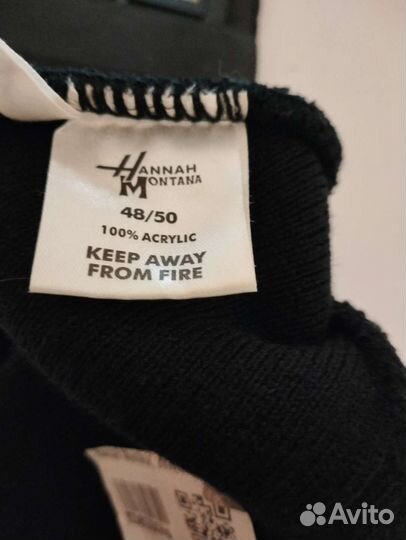 HANNAH
MONTANA
48/50
100% ACRYLIC
KEEP AWAY
FROM FIRE
Avito